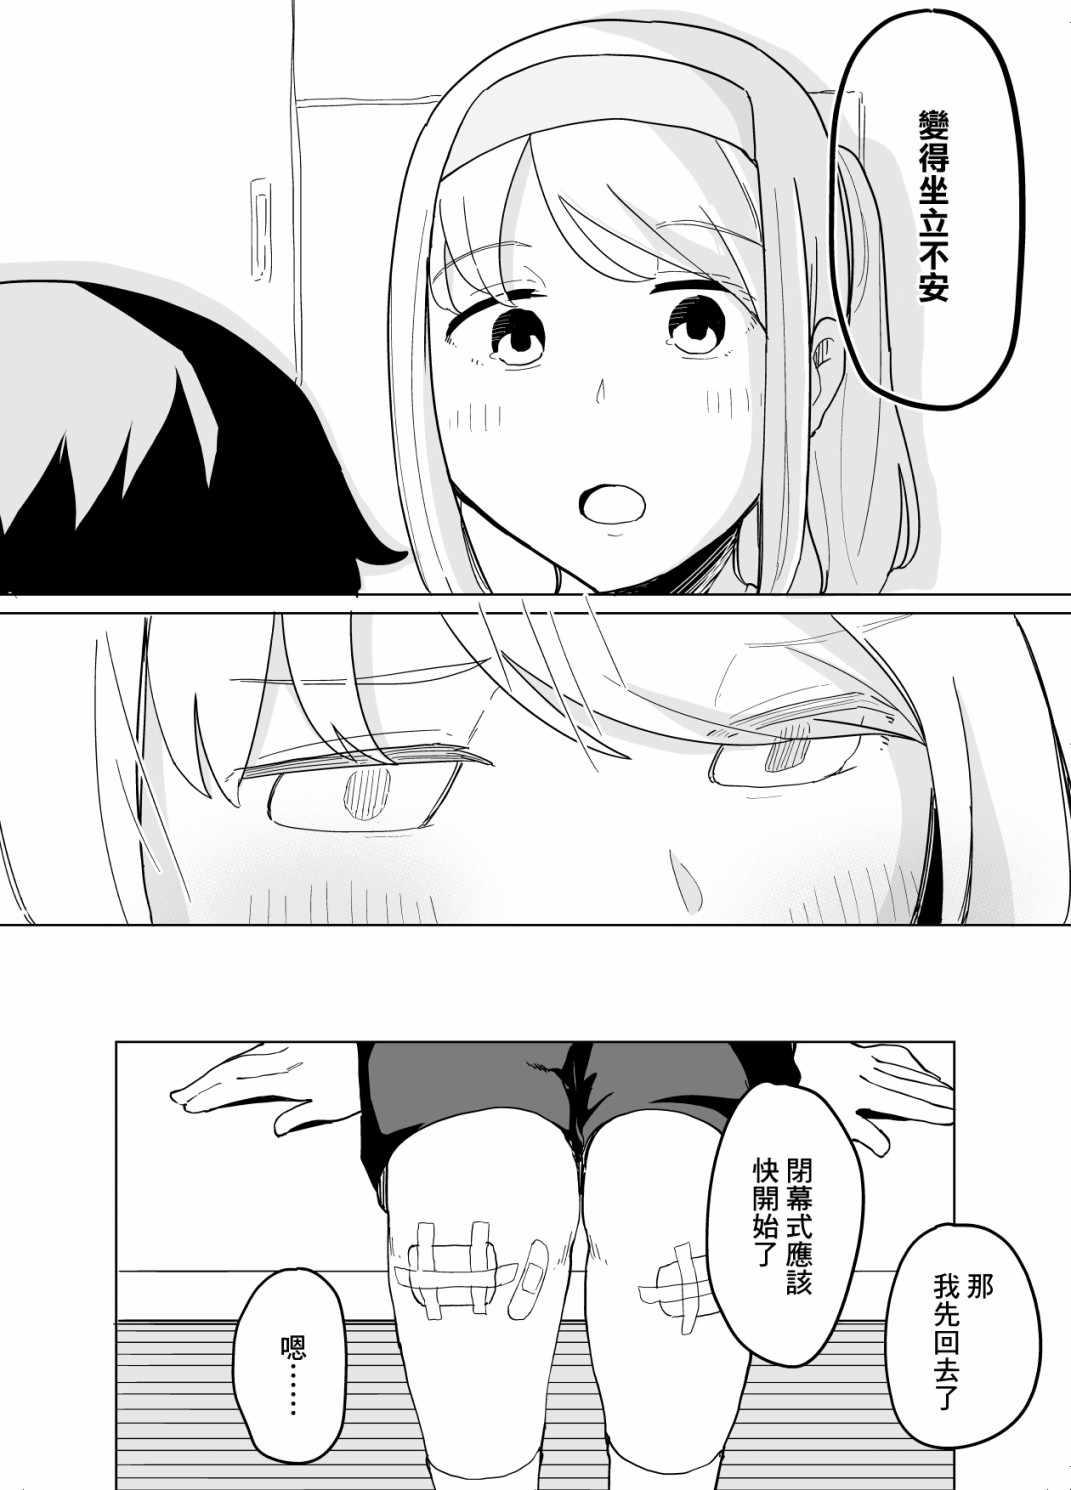 變得坐立不安
那
我先回去了
閉幕式應該
快開始了
嗯……